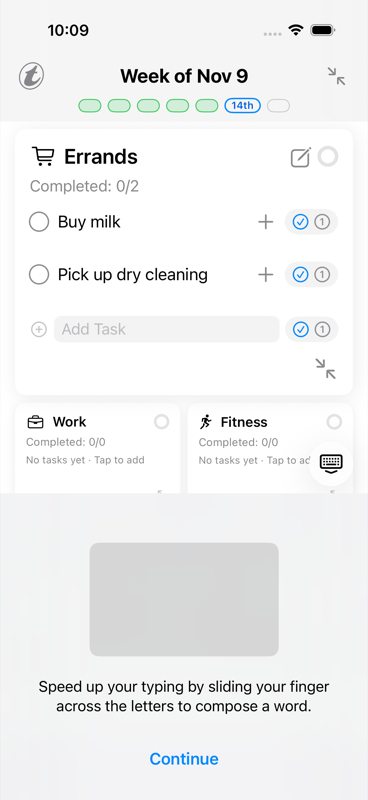 10:09
Week of Nov 9
14th
Errands
Completed: 0/2
Buy milk
1
Pick up dry cleaning
1
Add Task
1
Work
Completed: 0/0
No tasks yet · Tap to add
Fitness
Completed: 0/0
No tasks yet · Tap to
Speed up your typing by sliding your finger
across the letters to compose a word.
Continue